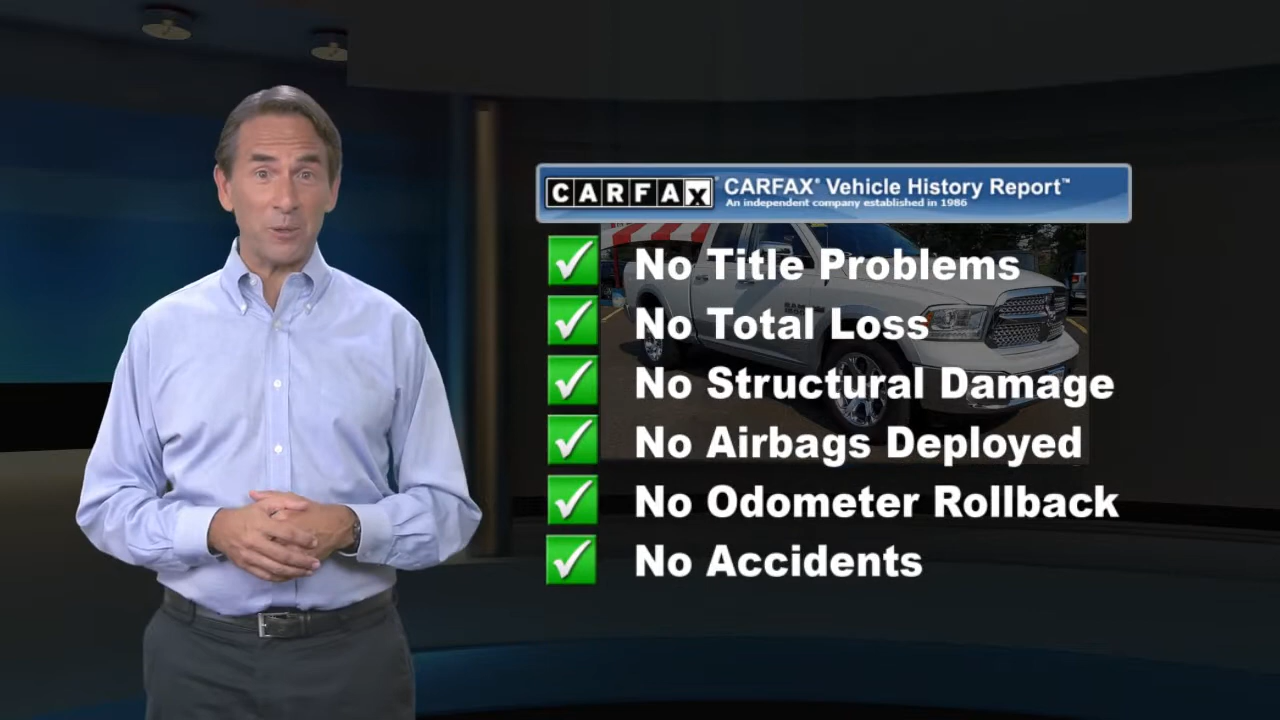 CARFAX CARFAX® Vehicle History Report™
An independent company established in 1986
No Title Problems
No Total Loss
No Structural Damage
No Airbags Deployed
No Odometer Rollback
No Accidents
RAM